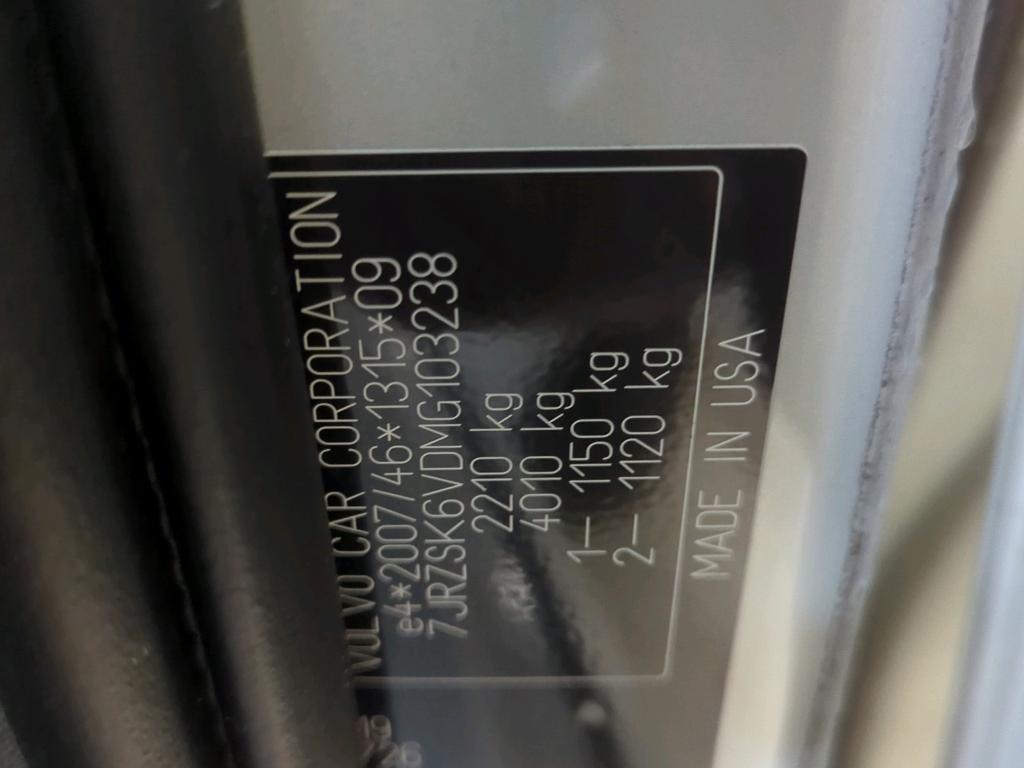 VOLVO CAR CORPORATION
e4*2007/46*1315*09
7JRZSK6VDMG103238
2210 kg
4010 kg
1– 1150 kg
2– 1120 kg
MADE IN USA
19